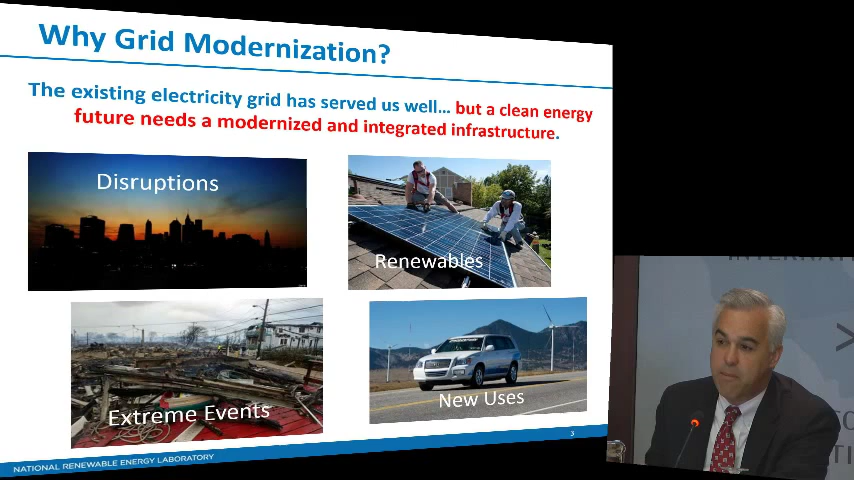 Why Grid Modernization?
The existing electricity grid has served us well... but a clean energy
future needs a modernized and integrated infrastructure.
Disruptions
Renewables
Extreme Events
New Uses
3
NATIONAL RENEWABLE ENERGY LABORATORY